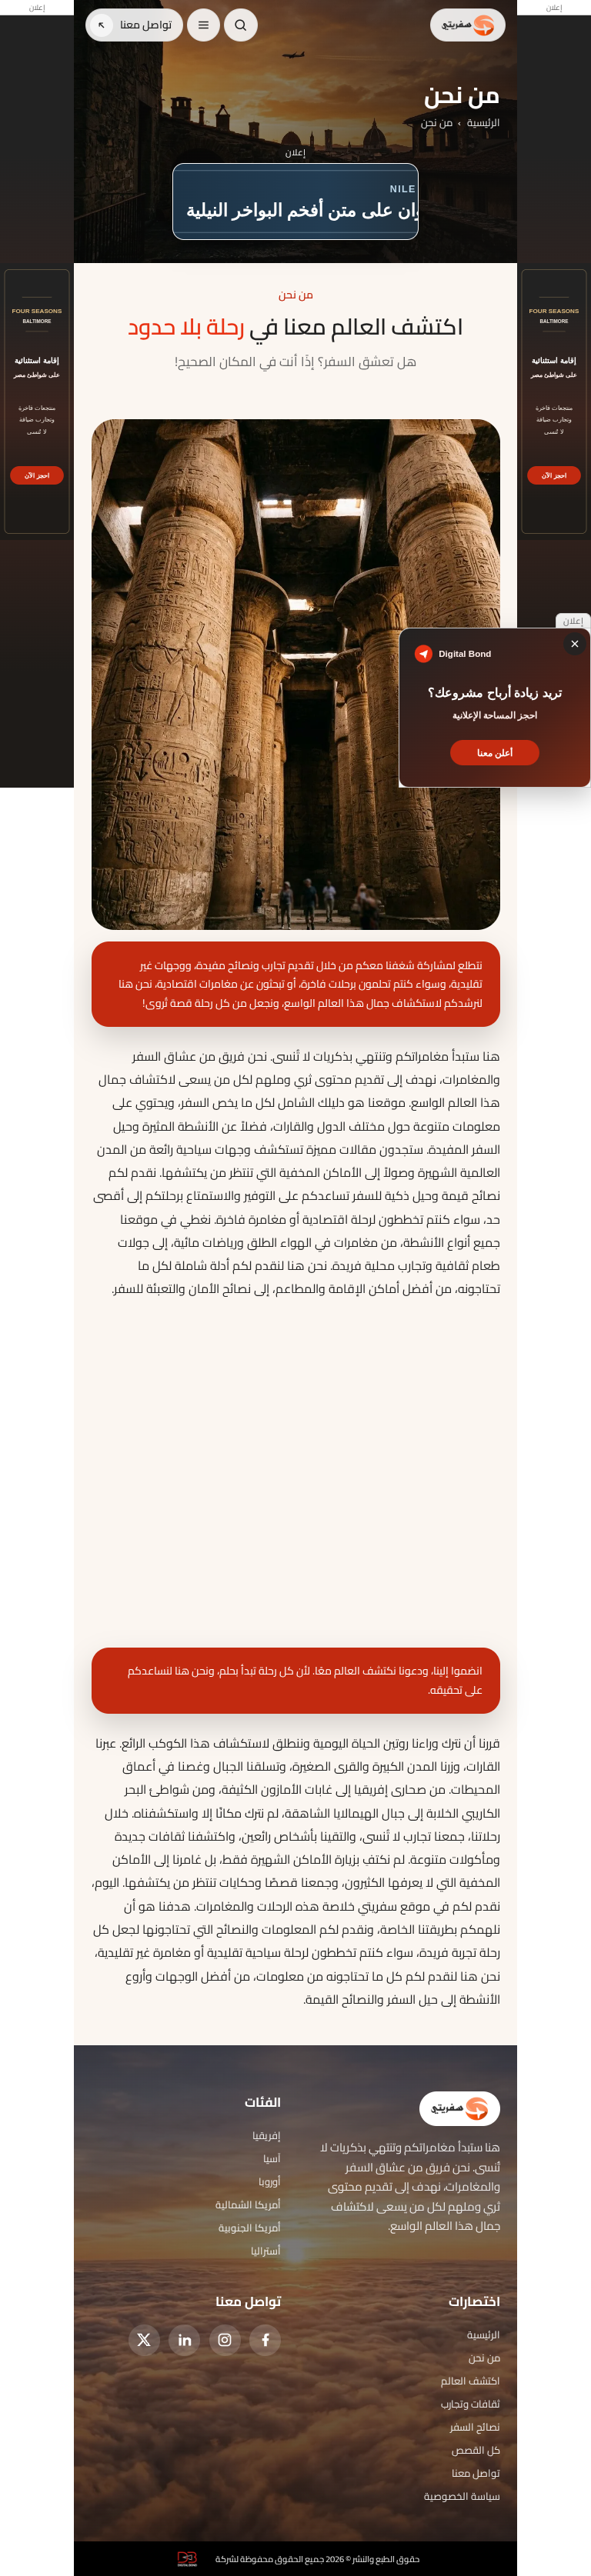 إعلان
إعلان
سفريتي
تواصل معنا
من نحن
الرئيسية › من نحن
إعلان
NILE
على متن أفخم البواخر النيلية
من نحن
اكتشف العالم معنا في رحلة بلا حدود
هل تعشق السفر؟ إذًا أنت في المكان الصحيح!
FOUR SEASONS
BALTIMORE
إقامة استثنائية
على شواطئ مصر
منتجعات فاخرة
وتجارب ضيافة
لا تُنسى
احجز الآن
FOUR SEASONS
BALTIMORE
إقامة استثنائية
على شواطئ مصر
منتجعات فاخرة
وتجارب ضيافة
لا تُنسى
احجز الآن
إعلان
Digital Bond
تريد زيادة أرباح مشروعك؟
احجز المساحة الإعلانية
أعلن معنا
نتطلع لمشاركة شغفنا معكم من خلال تقديم تجارب ونصائح مفيدة، ووجهات غير
تقليدية، وسواء كنتم تحلمون برحلات فاخرة، أو تبحثون عن مغامرات اقتصادية، نحن هنا
لنرشدكم لاستكشاف جمال هذا العالم الواسع، ونجعل من كل رحلة قصة تُروى!
هنا ستبدأ مغامراتكم وتنتهي بذكريات لا تُنسى. نحن فريق من عشاق السفر
والمغامرات، نهدف إلى تقديم محتوى ثري وملهم لكل من يسعى لاكتشاف جمال
هذا العالم الواسع. موقعنا هو دليلك الشامل لكل ما يخص السفر، ويحتوي على
معلومات متنوعة حول مختلف الدول والقارات، فضلاً عن الأنشطة المثيرة وحيل
السفر المفيدة. ستجدون مقالات مميزة تستكشف وجهات سياحية رائعة من المدن
العالمية الشهيرة وصولاً إلى الأماكن المخفية التي تنتظر من يكتشفها. نقدم لكم
نصائح قيمة وحيل ذكية للسفر تساعدكم على التوفير والاستمتاع برحلتكم إلى أقصى
حد، سواء كنتم تخططون لرحلة اقتصادية أو مغامرة فاخرة. نغطي في موقعنا
جميع أنواع الأنشطة، من مغامرات في الهواء الطلق ورياضات مائية، إلى جولات
طعام ثقافية وتجارب محلية فريدة. نحن هنا لنقدم لكم أدلة شاملة لكل ما
تحتاجونه، من أفضل أماكن الإقامة والمطاعم، إلى نصائح الأمان والتعبئة للسفر.
انضموا إلينا، ودعونا نكتشف العالم معًا. لأن كل رحلة تبدأ بحلم، ونحن هنا لنساعدكم
على تحقيقه.
قررنا أن نترك وراءنا روتين الحياة اليومية وننطلق لاستكشاف هذا الكوكب الرائع. عبرنا
القارات، وزرنا المدن الكبيرة والقرى الصغيرة، وتسلقنا الجبال وغصنا في أعماق
المحيطات. من صحارى إفريقيا إلى غابات الأمازون الكثيفة، ومن شواطئ البحر
الكاريبي الخلابة إلى جبال الهيمالايا الشاهقة، لم نترك مكانًا إلا واستكشفناه. خلال
رحلاتنا، جمعنا تجارب لا تُنسى، والتقينا بأشخاص رائعين، واكتشفنا ثقافات جديدة
ومأكولات متنوعة. لم نكتفِ بزيارة الأماكن الشهيرة فقط، بل غامرنا إلى الأماكن
المخفية التي لا يعرفها الكثيرون، وجمعنا قصصًا وحكايات تنتظر من يكتشفها. اليوم،
نقدم لكم في موقع سفريتي خلاصة هذه الرحلات والمغامرات. هدفنا هو أن
نلهمكم بطريقتنا الخاصة، ونقدم لكم المعلومات والنصائح التي تحتاجونها لجعل كل
رحلة تجربة فريدة، سواء كنتم تخططون لرحلة سياحية تقليدية أو مغامرة غير تقليدية،
نحن هنا لنقدم لكم كل ما تحتاجونه من معلومات، من أفضل الوجهات وأروع
الأنشطة إلى حيل السفر والنصائح القيمة.
سفريتي
هنا ستبدأ مغامراتكم وتنتهي بذكريات لا
تُنسى. نحن فريق من عشاق السفر
والمغامرات، نهدف إلى تقديم محتوى
ثري وملهم لكل من يسعى لاكتشاف
جمال هذا العالم الواسع.
الفئات
إفريقيا
آسيا
أوروبا
أمريكا الشمالية
أمريكا الجنوبية
أستراليا
اختصارات
الرئيسية
من نحن
اكتشف العالم
ثقافات وتجارب
نصائح السفر
كل القصص
تواصل معنا
سياسة الخصوصية
تواصل معنا
حقوق الطبع والنشر © 2026 جميع الحقوق محفوظة لشركة